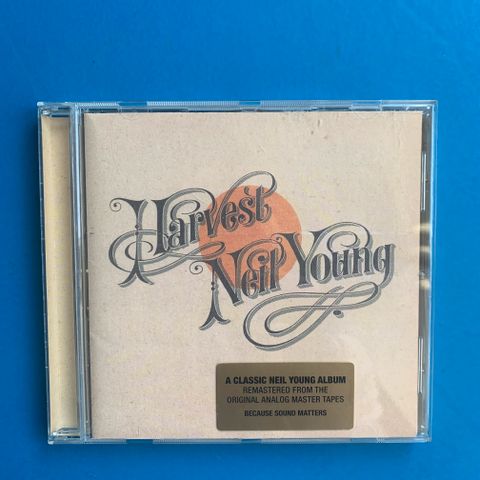 Harvest
Neil Young
A CLASSIC NEIL YOUNG ALBUM
REMASTERED FROM THE
ORIGINAL ANALOG MASTER TAPES
BECAUSE SOUND MATTERS